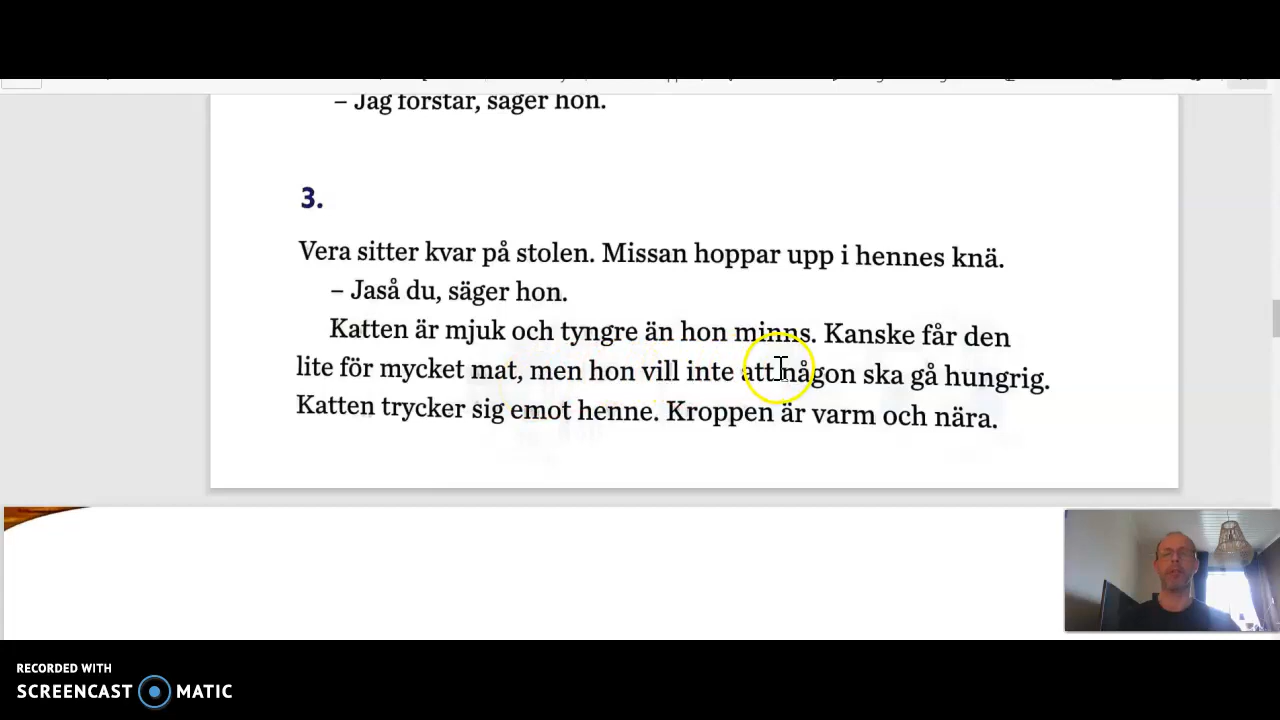 – Jag förstår, säger hon.
3.
Vera sitter kvar på stolen. Missan hoppar upp i hennes knä.
– Jaså du, säger hon.
Katten är mjuk och tyngre än hon minns. Kanske får den
lite för mycket mat, men hon vill inte att någon ska gå hungrig.
Katten trycker sig emot henne. Kroppen är varm och nära.
RECORDED WITH
SCREENCAST MATIC